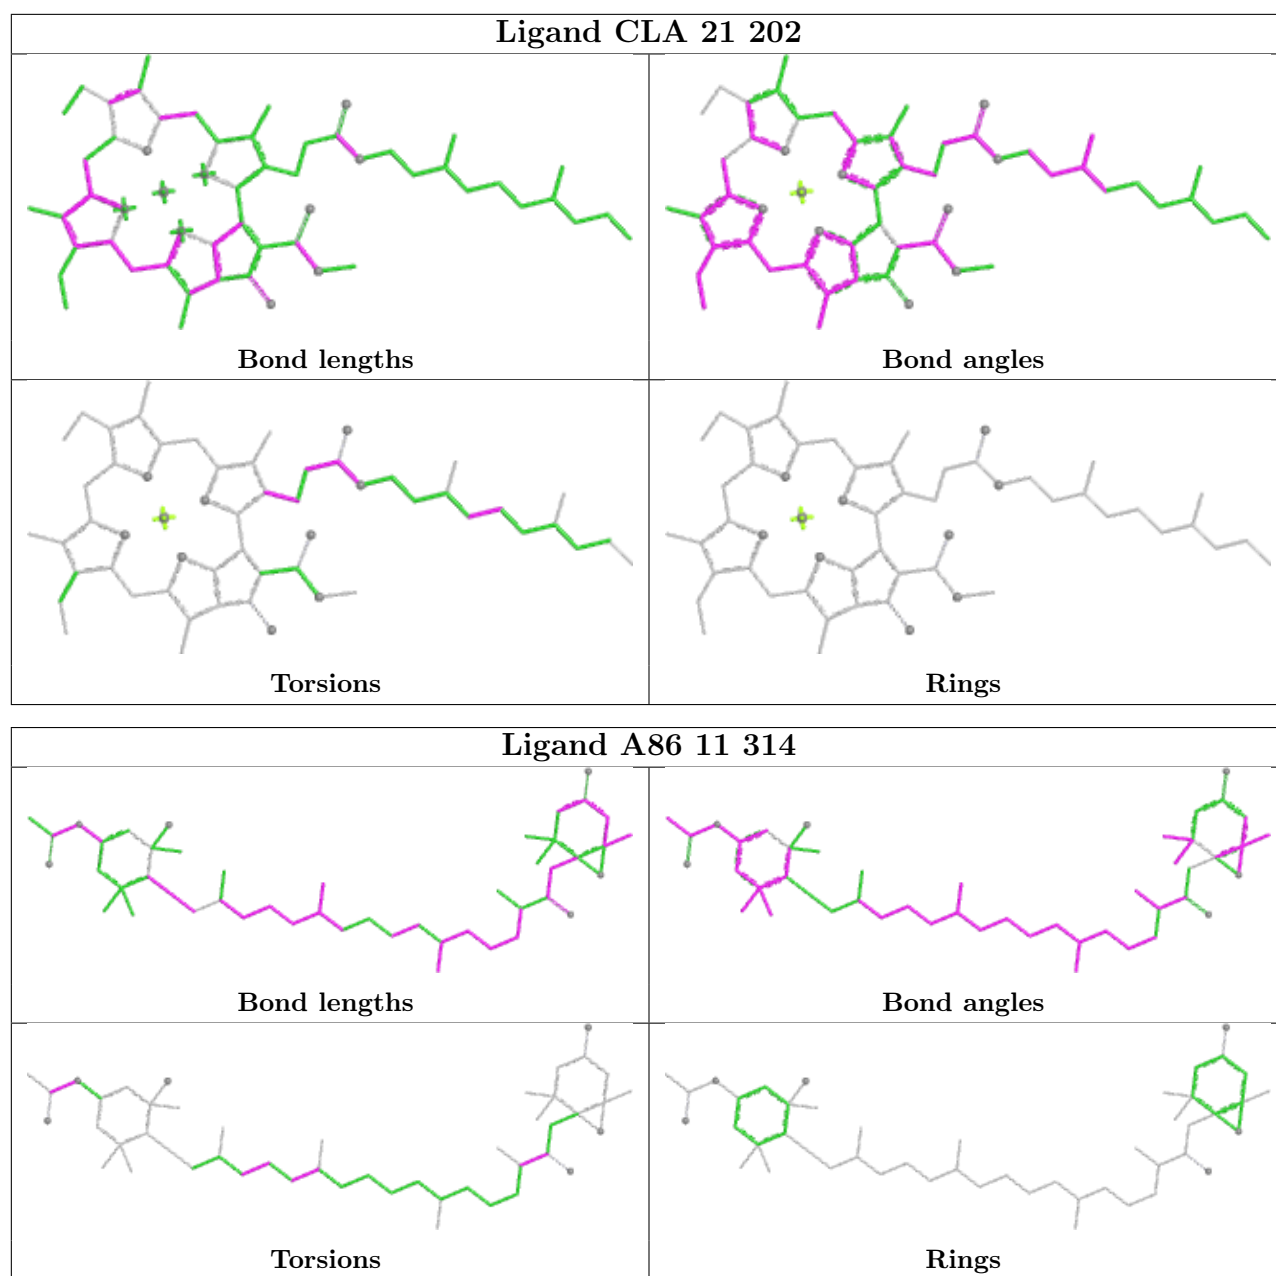 Ligand CLA 21 202
Bond lengths
Bond angles
Torsions
Rings
Ligand A86 11 314
Bond lengths
Bond angles
Torsions
Rings